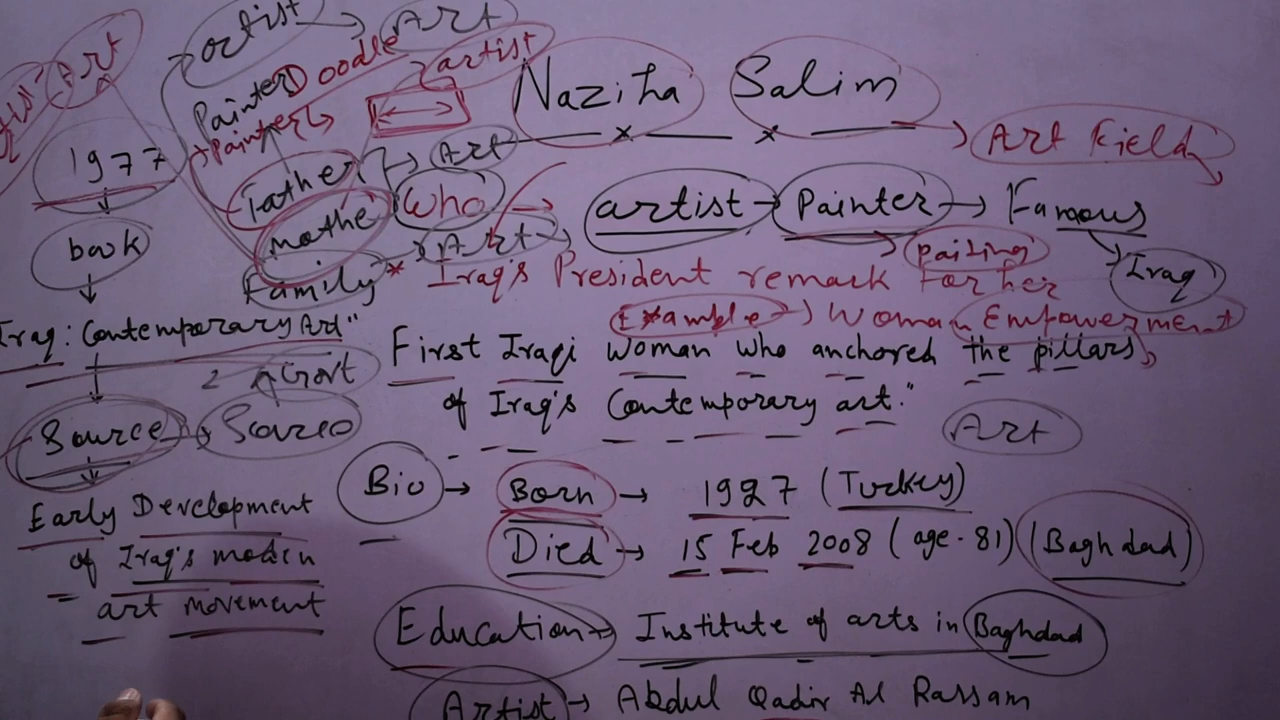 artist → Art
Art
Painter Doodle artist
Painter
Naziha Salim
→ Art Field
1977
Father → Art
mothe Who
artist → Painter → Famous
book
Family → Art
paiting
Iraq
* Iraq's President remark For her
Example → Woman Empowerment
Iraq: Contemporary Art"
First Iraqi woman who anchored the pillars
of Iraq's Contemporary art."
Art
Source →
Bio → Born → 1927 (Turkey)
Died → 15 Feb 2008 (age-81) (Baghdad)
Early Development
of Iraq's modern
art movement
Education → Institute of arts in Baghdad
Artist → Abdul Qadir Al Rassam